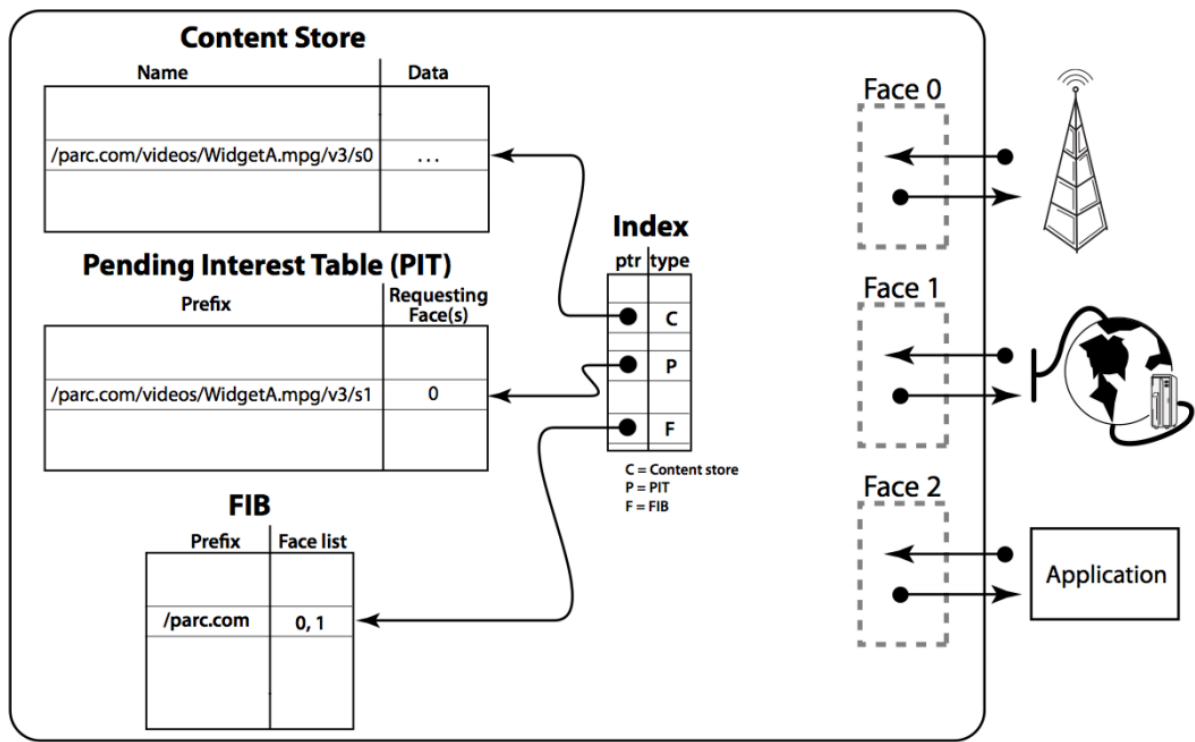 Content Store
Name Data
/parc.com/videos/WidgetA.mpg/v3/s0 ...
Pending Interest Table (PIT)
Prefix Requesting
Face(s)
/parc.com/videos/WidgetA.mpg/v3/s1 0
FIB
Prefix Face list
/parc.com 0, 1
Index
ptr type
C
P
F
C = Content store
P = PIT
F = FIB
Face 0
Face 1
Face 2
Application